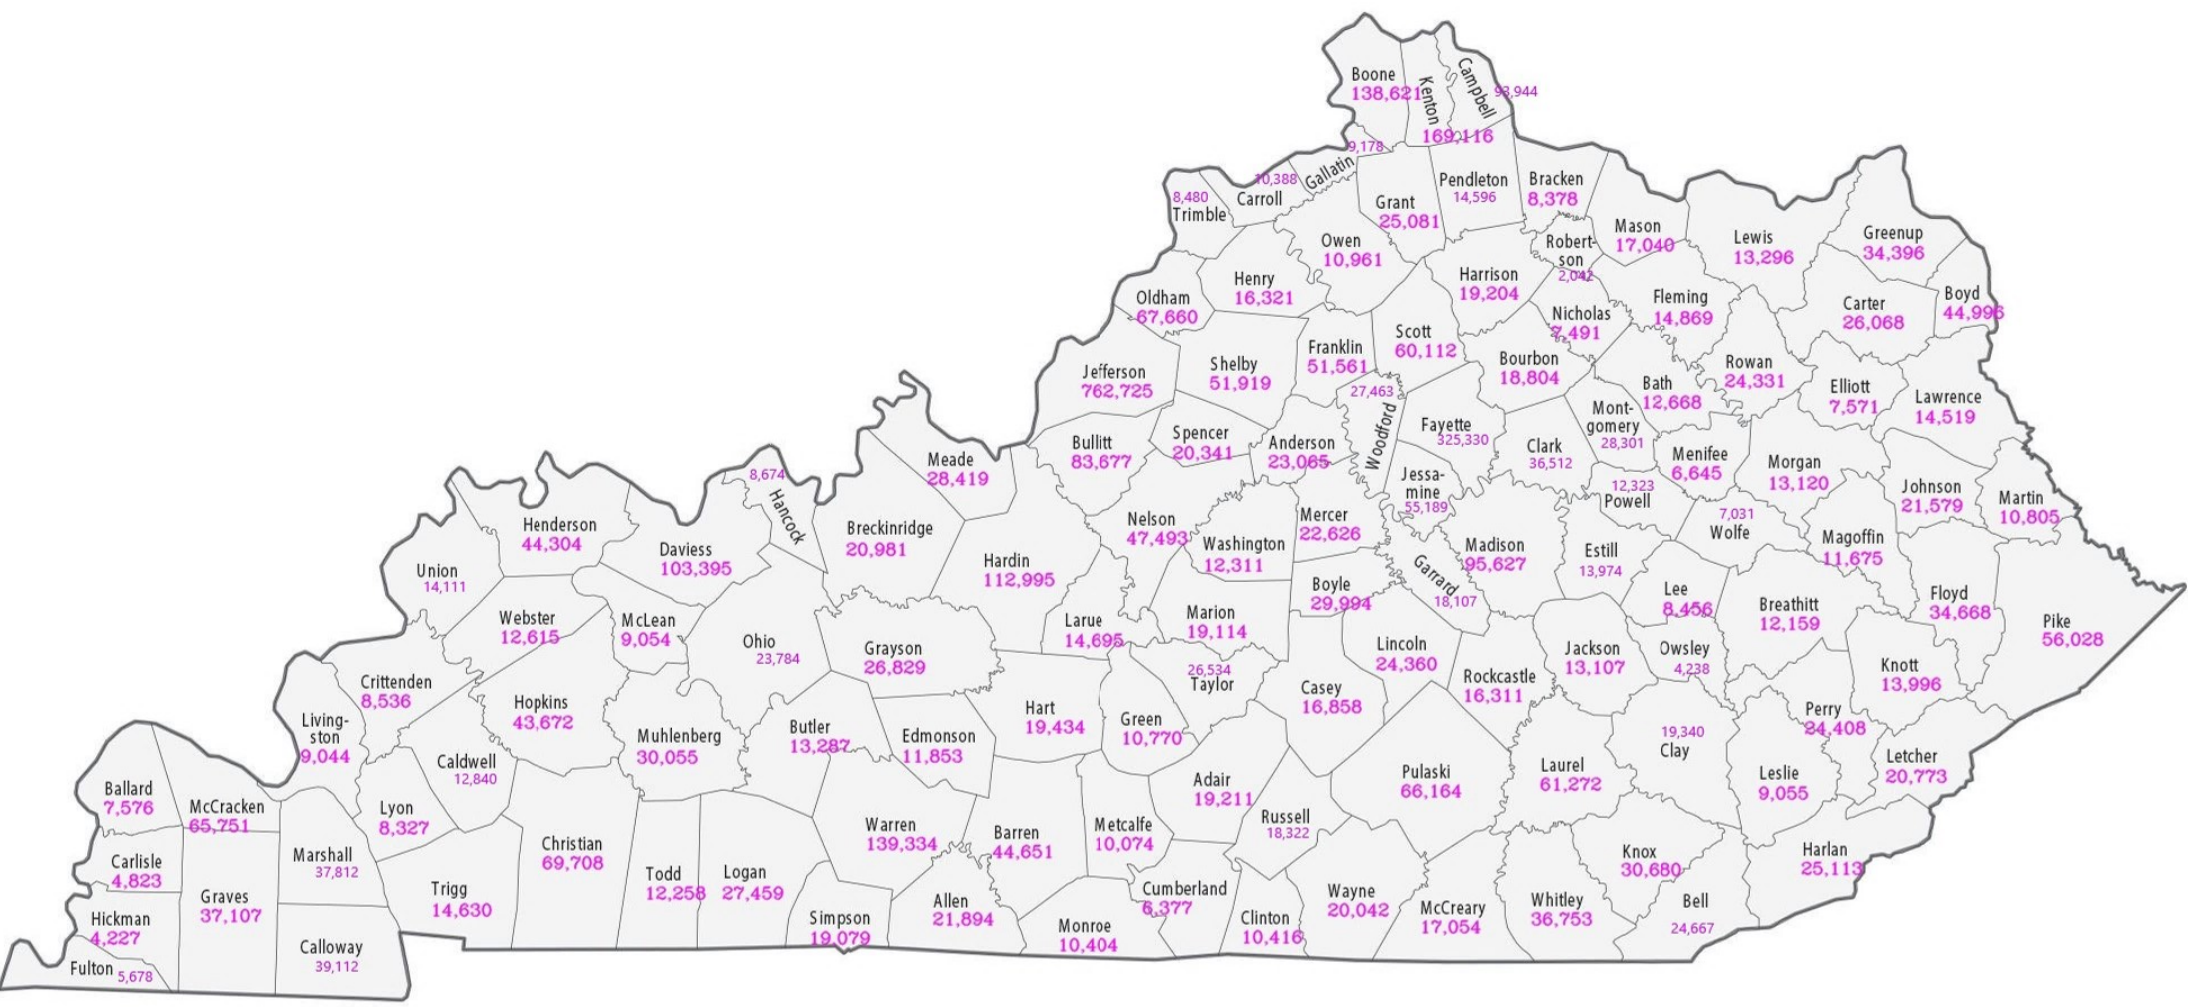 Boone
138,621
Kenton
169,116
Campbell
93,944
9,178
Gallatin
10,388
Carroll
8,480
Trimble
Grant
25,081
Pendleton
14,596
Bracken
8,378
Owen
10,961
Robert-
son
2,042
Mason
17,040
Lewis
13,296
Greenup
34,396
Henry
16,321
Oldham
67,660
Harrison
19,204
Nicholas
7,491
Fleming
14,869
Carter
26,068
Boyd
44,996
Jefferson
762,725
Shelby
51,919
Franklin
51,561
Scott
60,112
Bourbon
18,804
Bath
12,668
Rowan
24,331
Elliott
7,571
Lawrence
14,519
27,463
Woodford
Fayette
325,330
Clark
36,512
Mont-
gomery
28,301
Menifee
6,645
Morgan
13,120
Johnson
21,579
Martin
10,805
Bullitt
83,677
Spencer
20,341
Anderson
23,065
Meade
28,419
8,674
Hancock
Jessa-
mine
55,189
12,323
Powell
7,031
Wolfe
Magoffin
11,675
Henderson
44,304
Daviess
103,395
Breckinridge
20,981
Hardin
112,995
Nelson
47,493
Washington
12,311
Mercer
22,626
Garrard
18,107
Madison
95,627
Estill
13,974
Lee
8,456
Breathitt
12,159
Floyd
34,668
Pike
56,028
Union
14,111
Webster
12,615
McLean
9,054
Ohio
23,784
Grayson
26,829
Larue
14,695
Marion
19,114
Boyle
29,994
Lincoln
24,360
Rockcastle
16,311
Jackson
13,107
Owsley
4,238
Knott
13,996
Crittenden
8,536
Living-
ston
9,044
Hopkins
43,672
Muhlenberg
30,055
Butler
13,287
Edmonson
11,853
Hart
19,434
Green
10,770
26,534
Taylor
Casey
16,858
19,340
Clay
Perry
24,408
Letcher
20,773
Caldwell
12,840
Adair
19,211
Pulaski
66,164
Laurel
61,272
Leslie
9,055
Ballard
7,576
McCracken
65,751
Lyon
8,327
Christian
69,708
Warren
139,334
Barren
44,651
Metcalfe
10,074
Russell
18,322
Knox
30,680
Harlan
25,113
Carlisle
4,823
Marshall
37,812
Graves
37,107
Trigg
14,630
Todd
12,258
Logan
27,459
Simpson
19,079
Allen
21,894
Monroe
10,404
Cumberland
6,377
Clinton
10,416
Wayne
20,042
McCreary
17,054
Whitley
36,753
Bell
24,667
Hickman
4,227
Fulton 5,678
Calloway
39,112